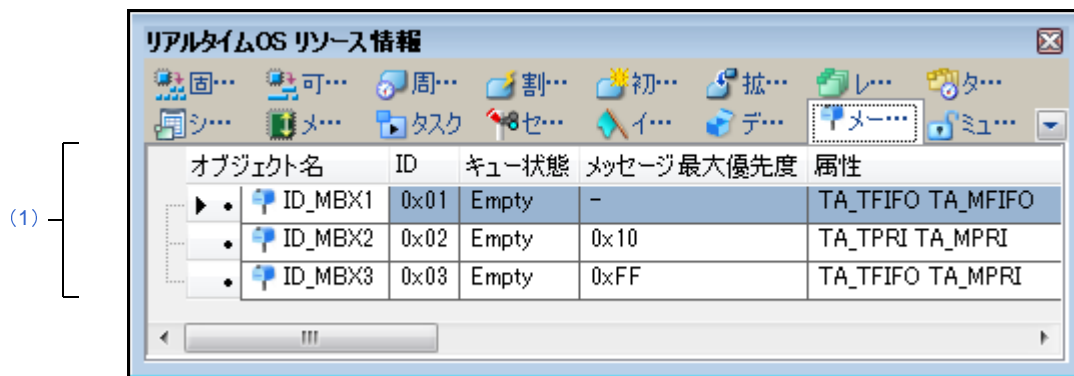 リアルタイムOS リソース情報
固… 可… 周… 割… 初… 拡… レ… タ…
シ… メ… タスク セ… イ… デ… メー… ミュ…
オブジェクト名 ID キュー状態 メッセージ最大優先度 属性
(1)
ID_MBX1 0x01 Empty - TA_TFIFO TA_MFIFO
ID_MBX2 0x02 Empty 0x10 TA_TPRI TA_MPRI
ID_MBX3 0x03 Empty 0xFF TA_TFIFO TA_MPRI